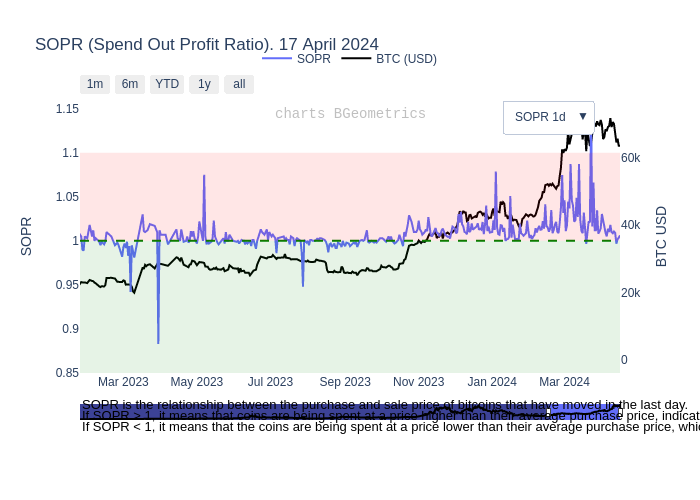 SOPR (Spend Out Profit Ratio). 17 April 2024
SOPR BTC (USD)
1m 6m YTD 1y all
charts BGeometrics
SOPR 1d ▼
1.15
1.1
1.05
1
0.95
0.9
0.85
SOPR
60k
40k
20k
0
BTC USD
Mar 2023 May 2023 Jul 2023 Sep 2023 Nov 2023 Jan 2024 Mar 2024
SOPR is the relationship between the purchase and sale price of bitcoins that have moved in the last day.
If SOPR > 1, it means that coins are being spent at a price higher than their average purchase price, indicat
If SOPR < 1, it means that the coins are being spent at a price lower than their average purchase price, whic